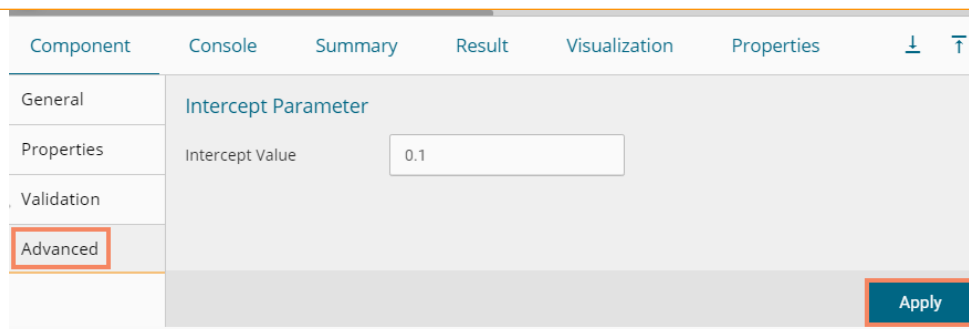 Component Console Summary Result Visualization Properties
General
Intercept Parameter
Properties
Intercept Value 0.1
Validation
Advanced
Apply